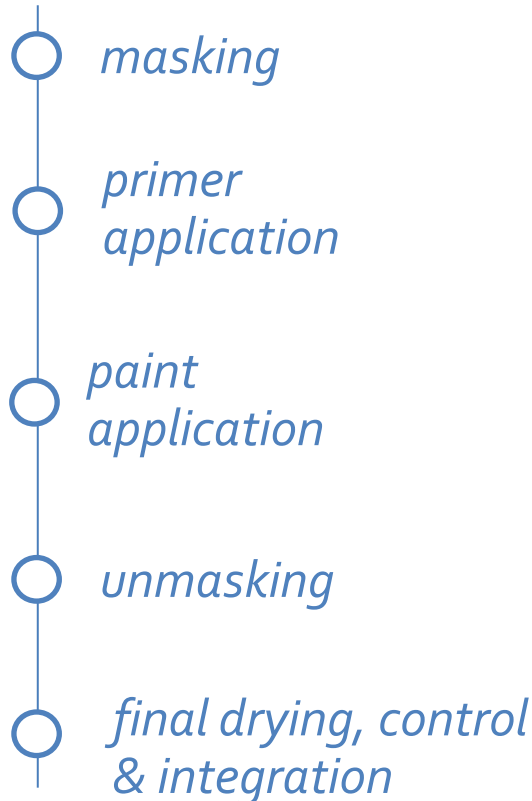 masking
primer
application
paint
application
unmasking
final drying, control
& integration